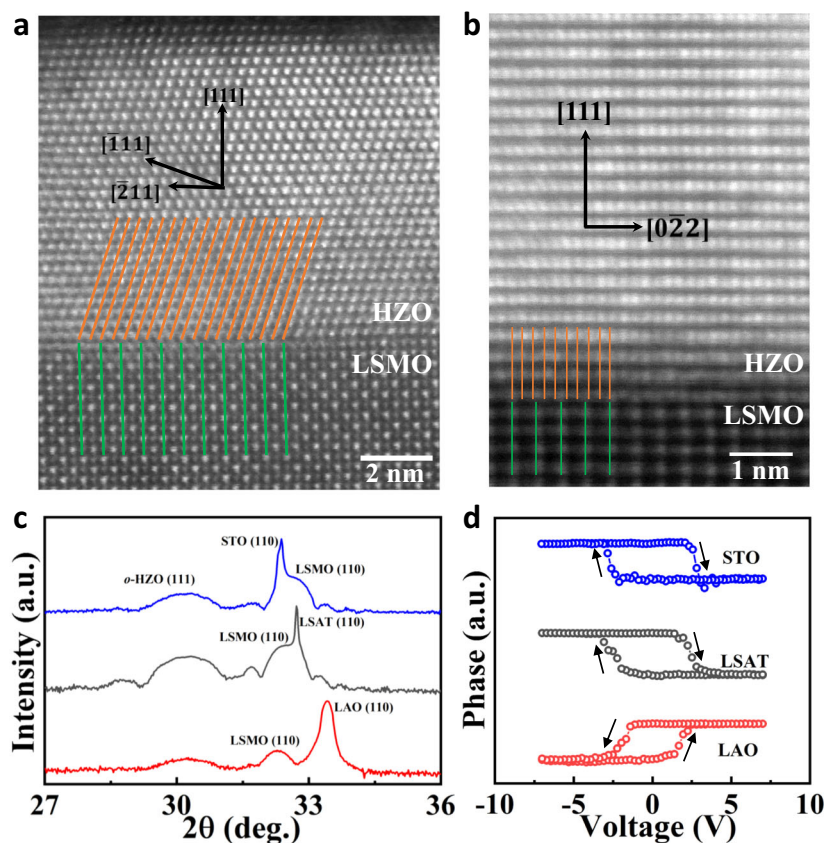 a
[111]
[1̅11]
[2̅11]
HZO
LSMO
2 nm
b
[111]
[02̅2]
HZO
LSMO
1 nm
c
STO (110)
LSMO (110)
o-HZO (111)
LSMO (110)
LSAT (110)
LAO (110)
LSMO (110)
Intensity (a.u.)
27 30 33 36
2θ (deg.)
d
STO
LSAT
LAO
Phase (a.u.)
-10 -5 0 5 10
Voltage (V)